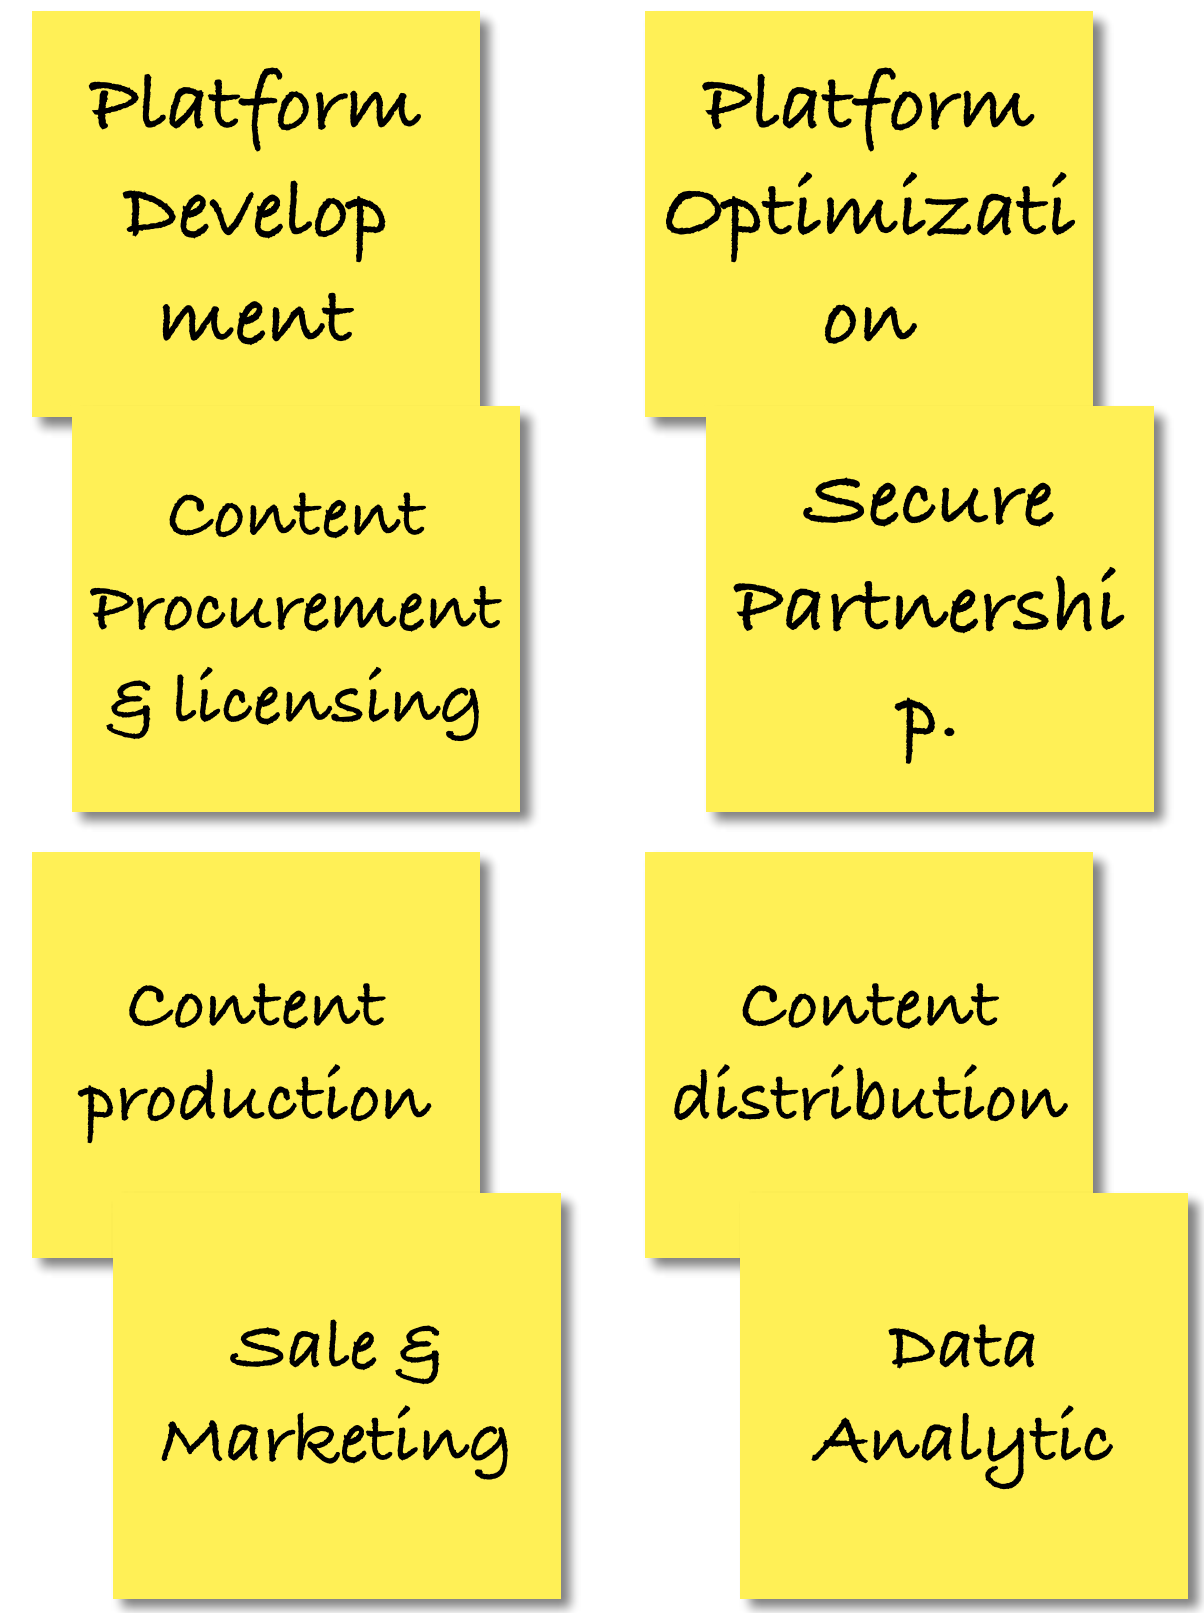 Platform
Develop
ment
Platform
Optimizati
on
Content
Procurement
& licensing
Secure
Partnershi
p.
Content
production
Content
distribution
Sale &
Marketing
Data
Analytic